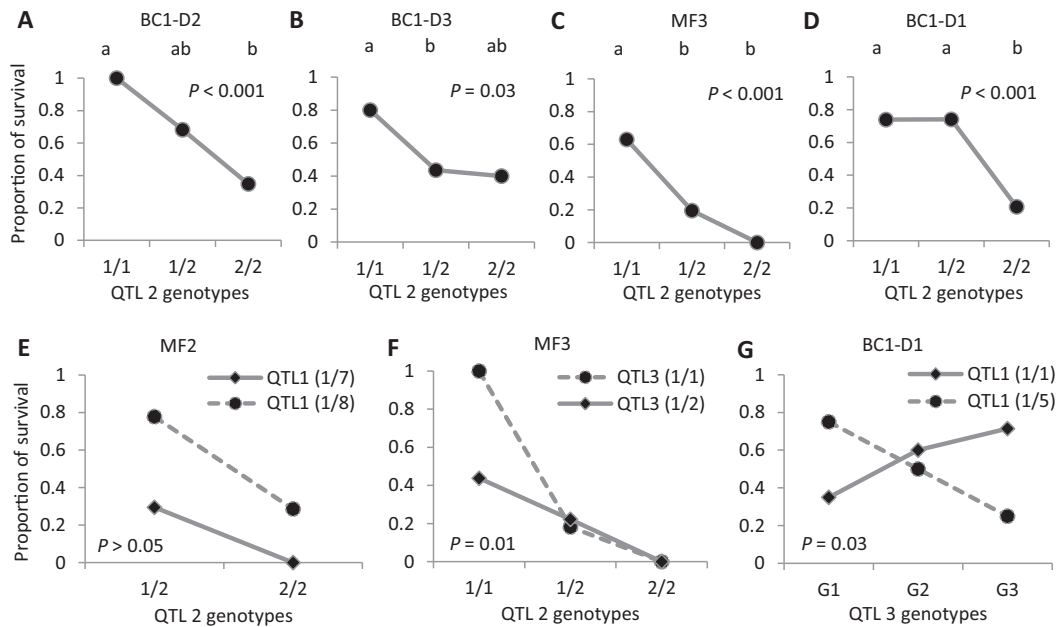 A BC1-D2
a ab b
P < 0.001
Proportion of survival
1
0.8
0.6
0.4
0.2
0
1/1 1/2 2/2
QTL 2 genotypes
B BC1-D3
a b ab
P = 0.03
1
0.8
0.6
0.4
0.2
0
1/1 1/2 2/2
QTL 2 genotypes
C MF3
a b b
P < 0.001
1
0.8
0.6
0.4
0.2
0
1/1 1/2 2/2
QTL 2 genotypes
D BC1-D1
a a b
P < 0.001
1
0.8
0.6
0.4
0.2
0
1/1 1/2 2/2
QTL 2 genotypes
E MF2
QTL1 (1/7)
QTL1 (1/8)
Proportion of survival
1
0.8
0.6
0.4
0.2
0
P > 0.05
1/2 2/2
QTL 2 genotypes
F MF3
QTL3 (1/1)
QTL3 (1/2)
1
0.8
0.6
0.4
0.2
0
P = 0.01
1/1 1/2 2/2
QTL 2 genotypes
G BC1-D1
QTL1 (1/1)
QTL1 (1/5)
1
0.8
0.6
0.4
0.2
0
P = 0.03
G1 G2 G3
QTL 3 genotypes